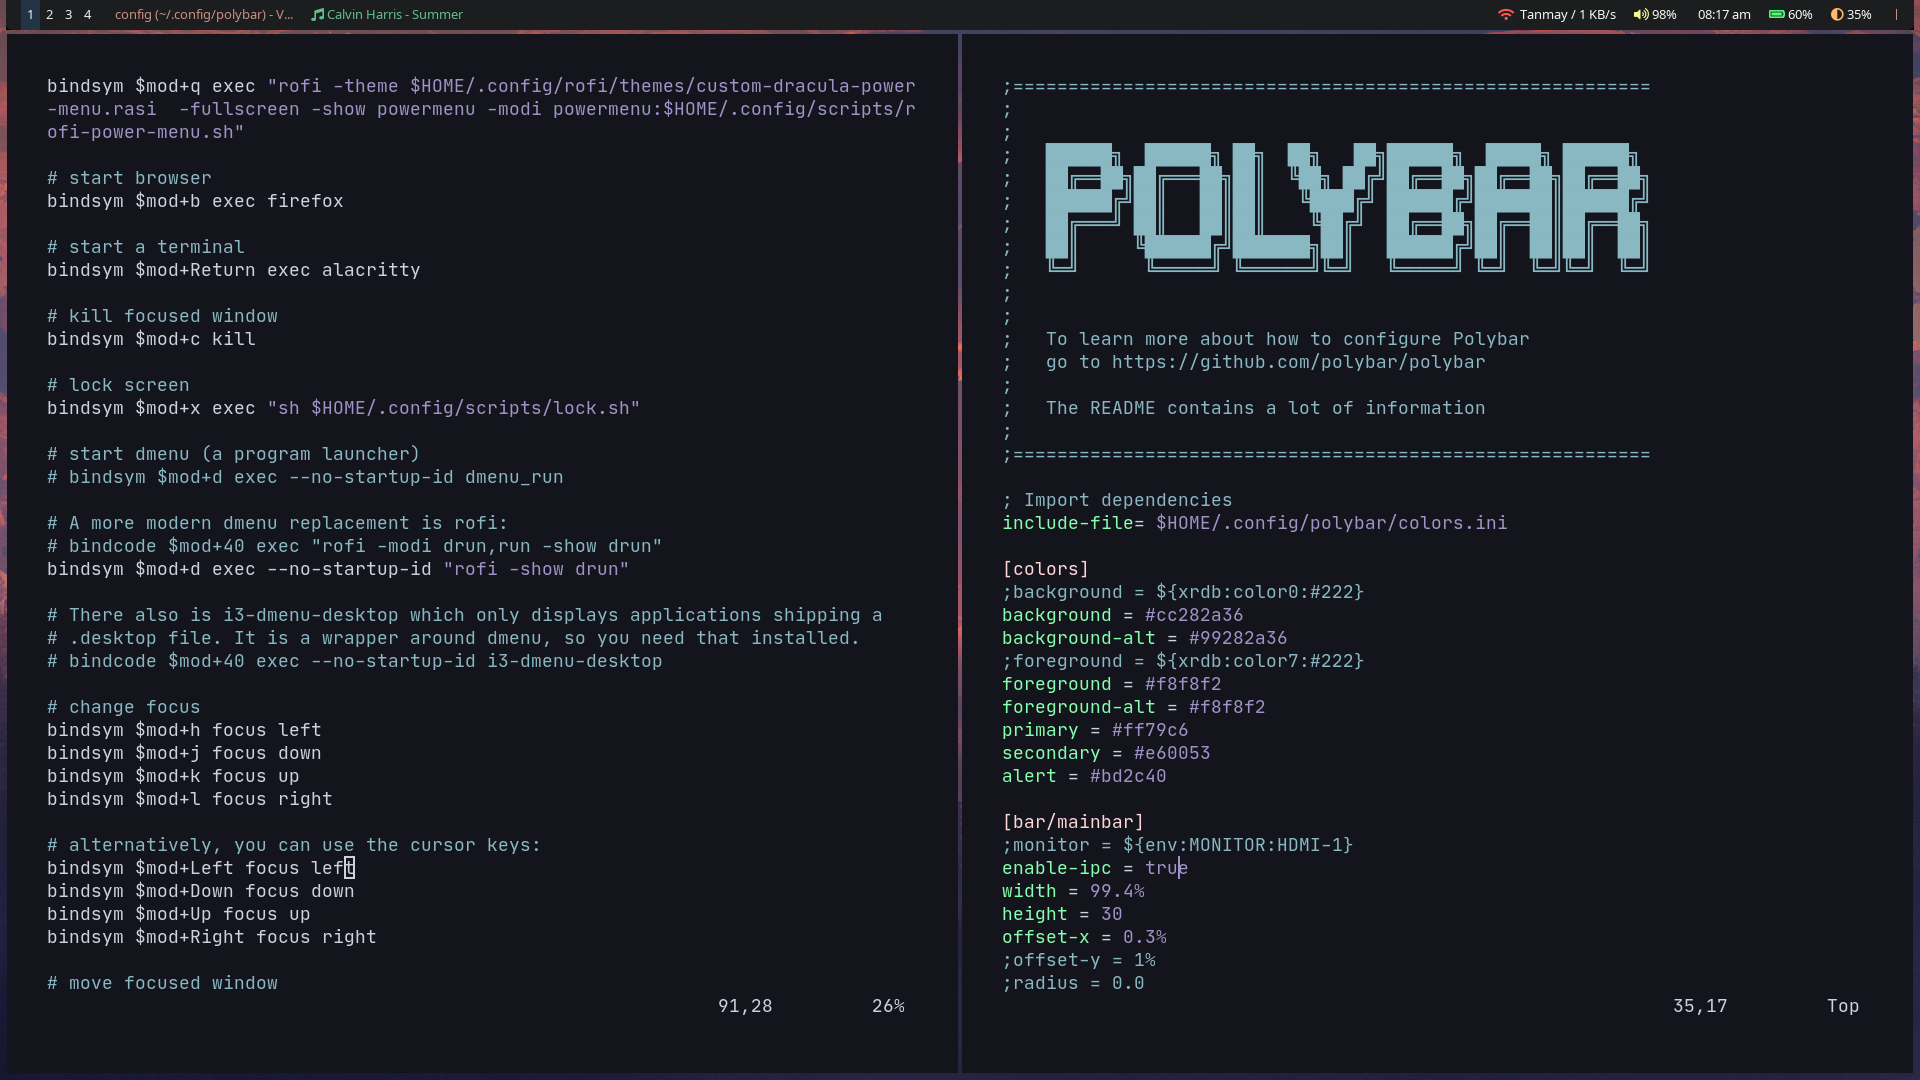 1 2 3 4 config (~/.config/polybar) - V... Calvin Harris - Summer Tanmay / 1 KB/s 98% 08:17 am 60% 35%
bindsym $mod+q exec "rofi -theme $HOME/.config/rofi/themes/custom-dracula-power
-menu.rasi  -fullscreen -show powermenu -modi powermenu:$HOME/.config/scripts/r
ofi-power-menu.sh"
# start browser
bindsym $mod+b exec firefox
# start a terminal
bindsym $mod+Return exec alacritty
# kill focused window
bindsym $mod+c kill
# lock screen
bindsym $mod+x exec "sh $HOME/.config/scripts/lock.sh"
# start dmenu (a program launcher)
# bindsym $mod+d exec --no-startup-id dmenu_run
# A more modern dmenu replacement is rofi:
# bindcode $mod+40 exec "rofi -modi drun,run -show drun"
bindsym $mod+d exec --no-startup-id "rofi -show drun"
# There also is i3-dmenu-desktop which only displays applications shipping a
# .desktop file. It is a wrapper around dmenu, so you need that installed.
# bindcode $mod+40 exec --no-startup-id i3-dmenu-desktop
# change focus
bindsym $mod+h focus left
bindsym $mod+j focus down
bindsym $mod+k focus up
bindsym $mod+l focus right
# alternatively, you can use the cursor keys:
bindsym $mod+Left focus left
bindsym $mod+Down focus down
bindsym $mod+Up focus up
bindsym $mod+Right focus right
# move focused window
91,28 26%
;==========================================================
;
;
; POLYBAR
;
;
;
;
;
;
;
;   To learn more about how to configure Polybar
;   go to https://github.com/polybar/polybar
;
;   The README contains a lot of information
;
;==========================================================
; Import dependencies
include-file= $HOME/.config/polybar/colors.ini
[colors]
;background = ${xrdb:color0:#222}
background = #cc282a36
background-alt = #99282a36
;foreground = ${xrdb:color7:#222}
foreground = #f8f8f2
foreground-alt = #f8f8f2
primary = #ff79c6
secondary = #e60053
alert = #bd2c40
[bar/mainbar]
;monitor = ${env:MONITOR:HDMI-1}
enable-ipc = true
width = 99.4%
height = 30
offset-x = 0.3%
;offset-y = 1%
;radius = 0.0
35,17 Top